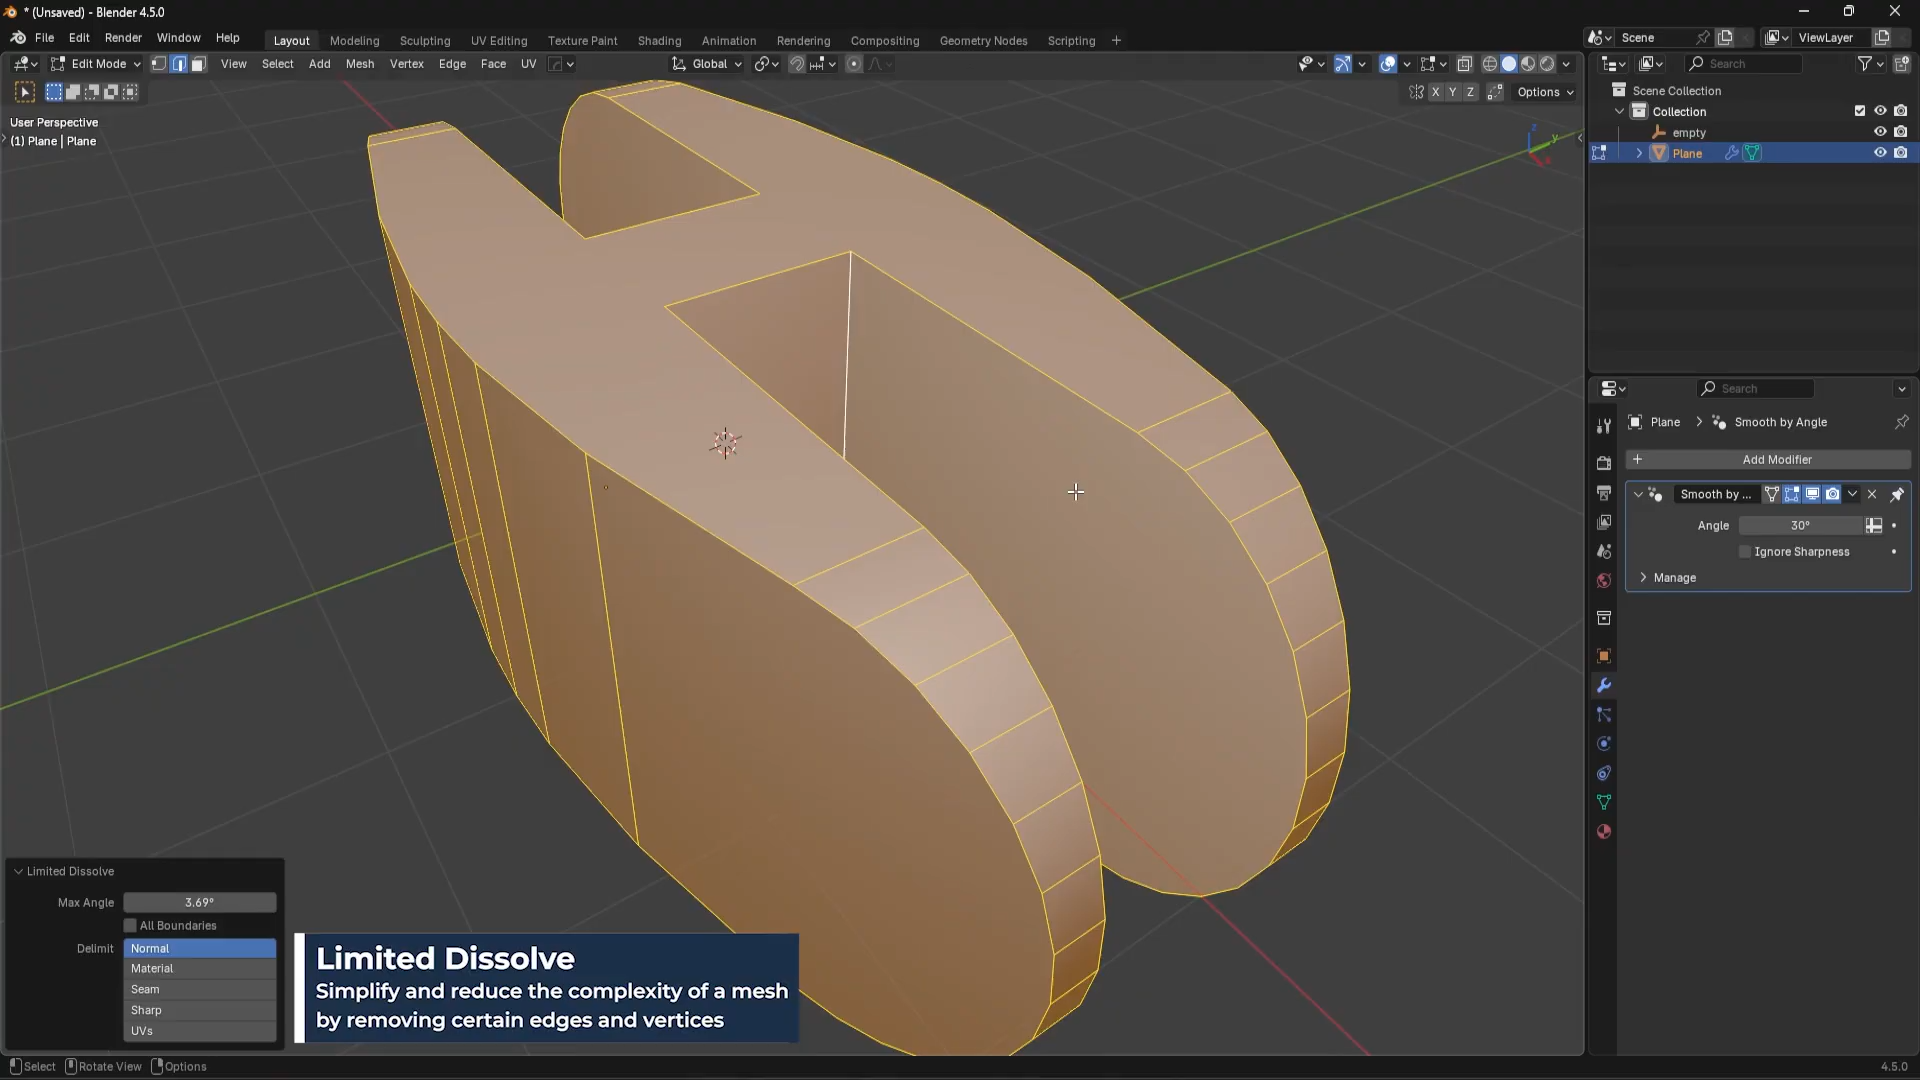 * (Unsaved) - Blender 4.5.0
File Edit Render Window Help
Layout Modeling Sculpting UV Editing Texture Paint Shading Animation Rendering Compositing Geometry Nodes Scripting +
Scene
ViewLayer
Edit Mode
View Select Add Mesh Vertex Edge Face UV
Global
Search
X Y Z
Options
User Perspective
(1) Plane | Plane
Z
Y
Scene Collection
Collection
empty
Plane
Search
Plane > Smooth by Angle
+ Add Modifier
Smooth by ...
Angle 30°
Ignore Sharpness
Manage
Limited Dissolve
Max Angle 3.69°
All Boundaries
Delimit Normal
Material
Seam
Sharp
UVs
Limited Dissolve
Simplify and reduce the complexity of a mesh
by removing certain edges and vertices
Select Rotate View Options
4.5.0